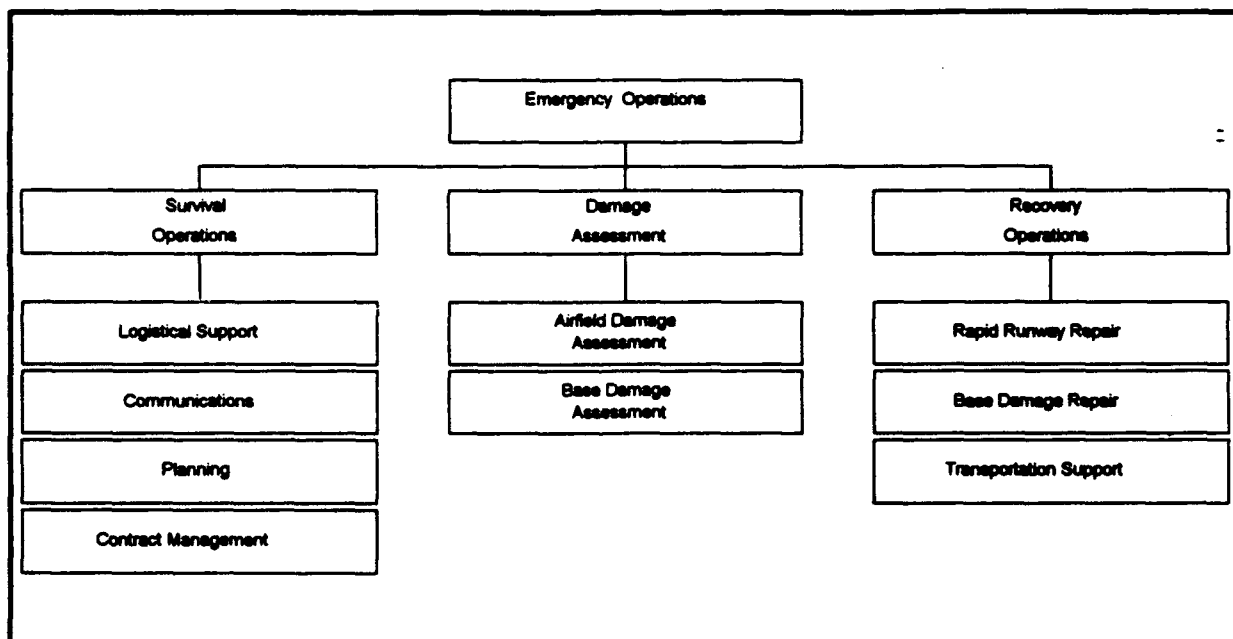 Emergency Operations
Survival
Operations
Damage
Assessment
Recovery
Operations
Logistical Support
Communications
Planning
Contract Management
Airfield Damage
Assessment
Base Damage
Assessment
Rapid Runway Repair
Base Damage Repair
Transportation Support